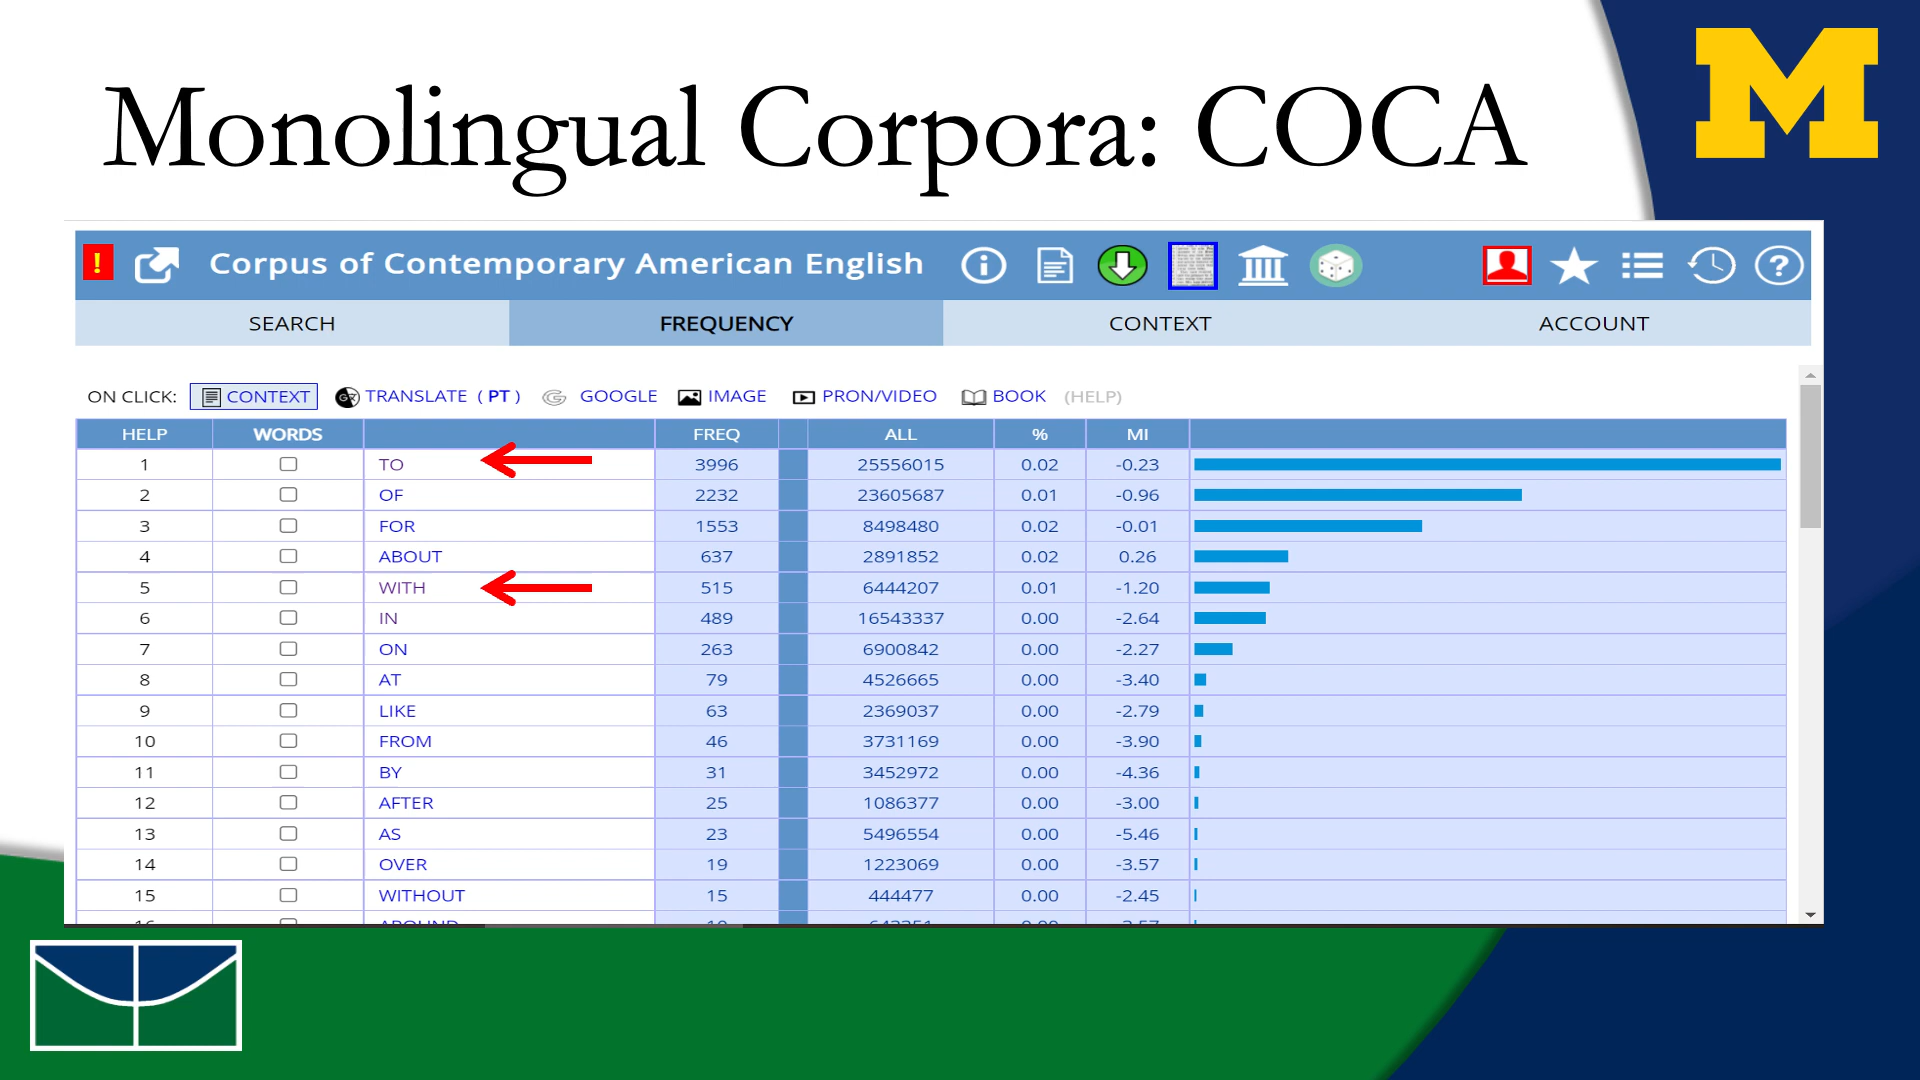 Monolingual Corpora: COCA
M
! Corpus of Contemporary American English
SEARCH FREQUENCY CONTEXT ACCOUNT
ON CLICK: CONTEXT TRANSLATE ( PT ) GOOGLE IMAGE PRON/VIDEO BOOK (HELP)
HELP WORDS FREQ ALL % MI
1 TO 3996 25556015 0.02 -0.23
2 OF 2232 23605687 0.01 -0.96
3 FOR 1553 8498480 0.02 -0.01
4 ABOUT 637 2891852 0.02 0.26
5 WITH 515 6444207 0.01 -1.20
6 IN 489 16543337 0.00 -2.64
7 ON 263 6900842 0.00 -2.27
8 AT 79 4526665 0.00 -3.40
9 LIKE 63 2369037 0.00 -2.79
10 FROM 46 3731169 0.00 -3.90
11 BY 31 3452972 0.00 -4.36
12 AFTER 25 1086377 0.00 -3.00
13 AS 23 5496554 0.00 -5.46
14 OVER 19 1223069 0.00 -3.57
15 WITHOUT 15 444477 0.00 -2.45
16 AROUND